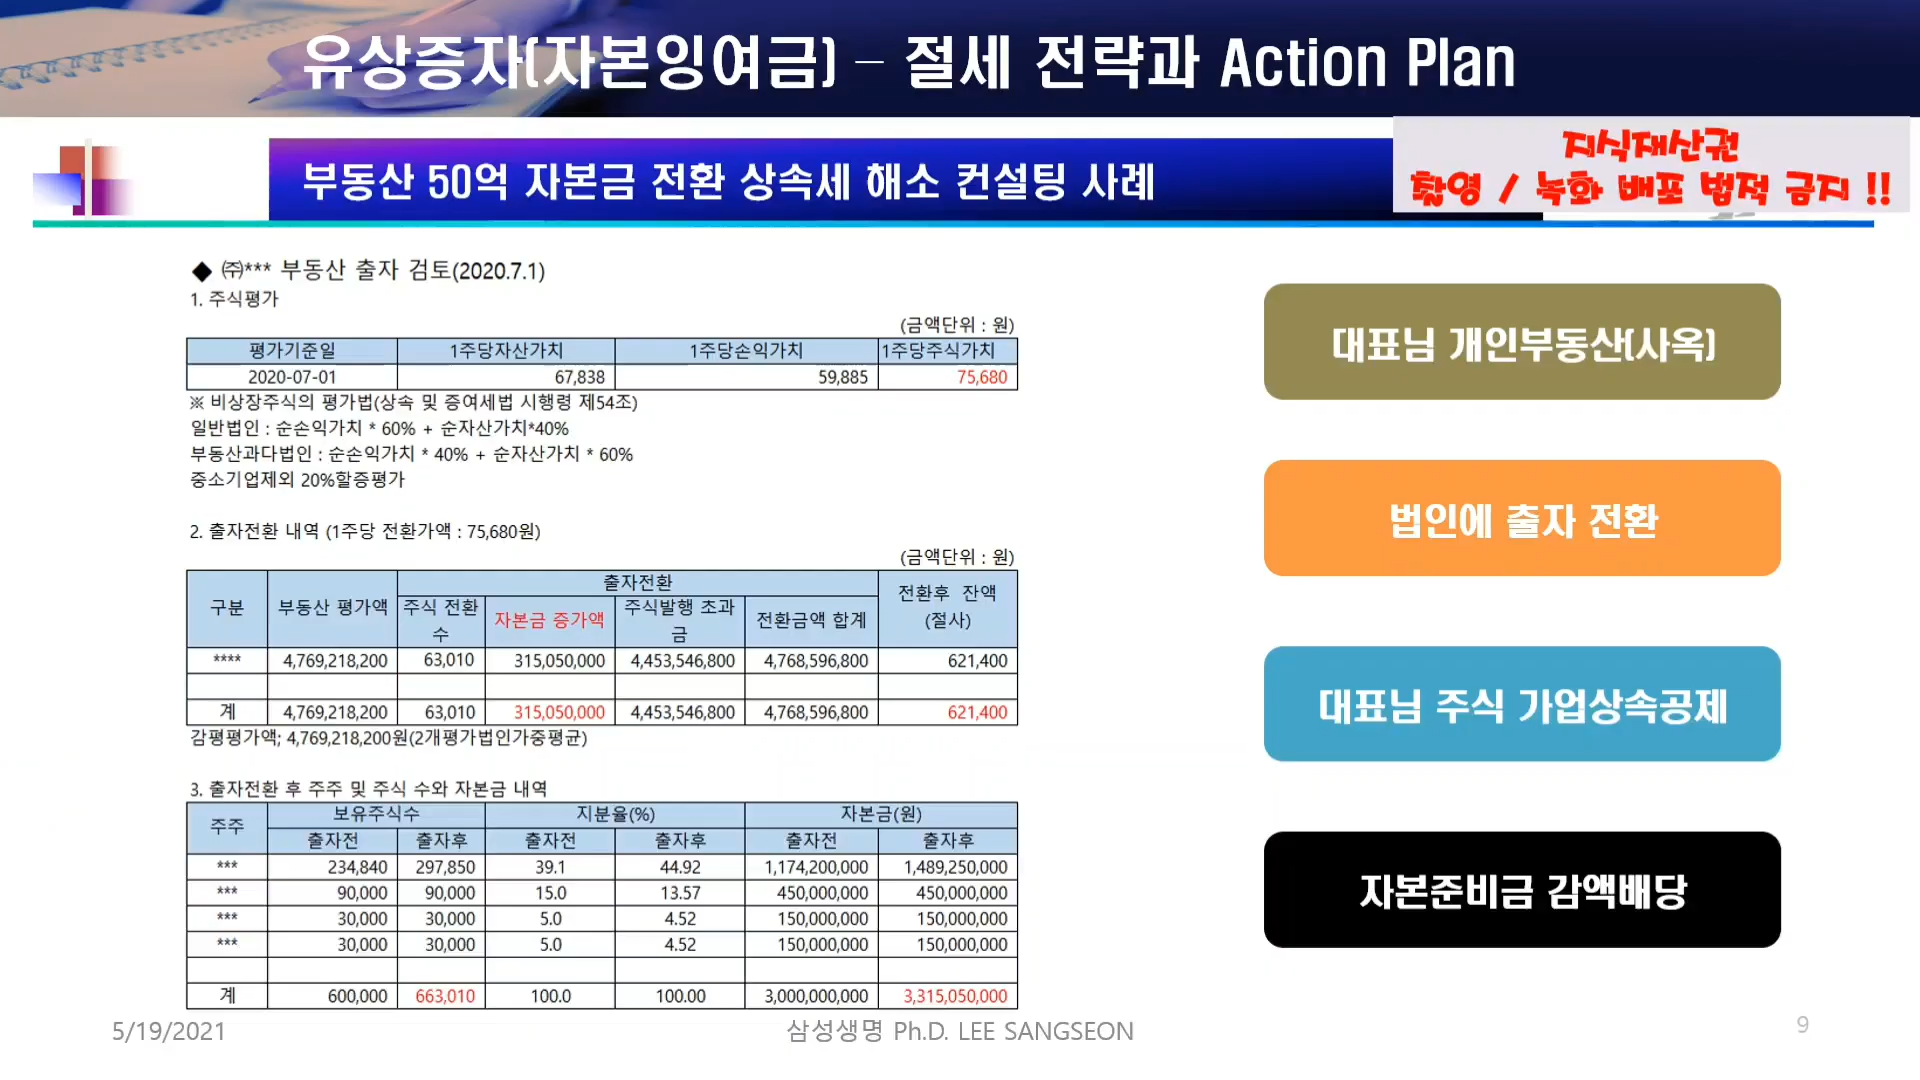 유상증자(자본잉여금) – 절세 전략과 Action Plan
부동산 50억 자본금 전환 상속세 해소 컨설팅 사례
지식재산권
촬영 / 녹화 배포 법적 금지 !!
◆ ㈜*** 부동산 출자 검토(2020.7.1)
1. 주식평가
(금액단위 : 원)
평가기준일 1주당자산가치 1주당손익가치 1주당주식가치
2020-07-01 67,838 59,885 75,680
※ 비상장주식의 평가법(상속 및 증여세법 시행령 제54조)
일반법인 : 순손익가치 * 60% + 순자산가치*40%
부동산과다법인 : 순손익가치 * 40% + 순자산가치 * 60%
중소기업제외 20%할증평가
2. 출자전환 내역 (1주당 전환가액 : 75,680원)
(금액단위 : 원)
구분 부동산 평가액 출자전환 전환후 잔액
(절사)
주식 전환
수 자본금 증가액 주식발행 초과
금 전환금액 합계
**** 4,769,218,200 63,010 315,050,000 4,453,546,800 4,768,596,800 621,400
계 4,769,218,200 63,010 315,050,000 4,453,546,800 4,768,596,800 621,400
감평평가액; 4,769,218,200원(2개평가법인가중평균)
3. 출자전환 후 주주 및 주식 수와 자본금 내역
주주 보유주식수 지분율(%) 자본금(원)
출자전 출자후 출자전 출자후 출자전 출자후
*** 234,840 297,850 39.1 44.92 1,174,200,000 1,489,250,000
*** 90,000 90,000 15.0 13.57 450,000,000 450,000,000
*** 30,000 30,000 5.0 4.52 150,000,000 150,000,000
*** 30,000 30,000 5.0 4.52 150,000,000 150,000,000
계 600,000 663,010 100.0 100.00 3,000,000,000 3,315,050,000
대표님 개인부동산(사옥)
법인에 출자 전환
대표님 주식 가업상속공제
자본준비금 감액배당
5/19/2021
삼성생명 Ph.D. LEE SANGSEON
9